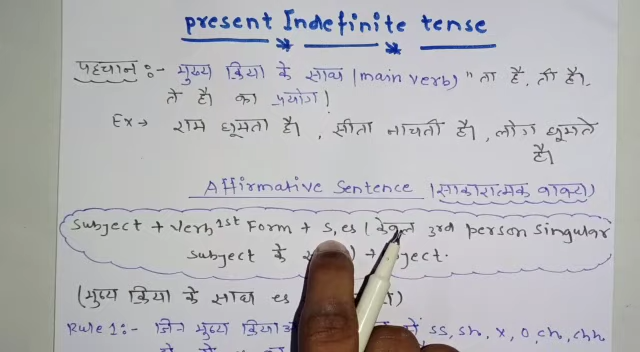 present Indefinite tense
पहचान :- मुख्य क्रिया के साथ (main verb) "ता है, ती है।
ते है। का प्रयोग।
Ex → राम घूमता है। , सीता नाचती है। , लोग घूमते
है।
Affirmative Sentence (साकारात्मक वाक्य)
subject + verb 1st Form + s, es ( केवल 3rd person singular
subject के + object.
(मुख्य क्रिया के साथ es
Rule 1:- जिन मुख्य ss, sh, x, o, ch, chh